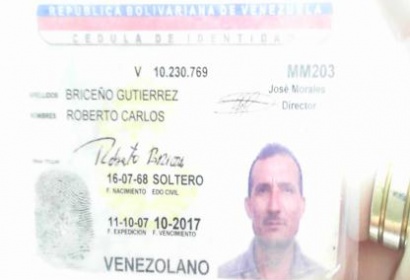 REPUBLICA BOLIVARIANA DE VENEZUELA
CEDULA DE IDENTIDAD
V 10.230.769 MM203
APELLIDOS BRICEÑO GUTIERREZ José Morales
Director
NOMBRES ROBERTO CARLOS
Roberto
16-07-68 SOLTERO
F. NACIMIENTO EDO CIVIL
11-10-07 10-2017
F. EXPEDICION F. VENCIMIENTO
VENEZOLANO